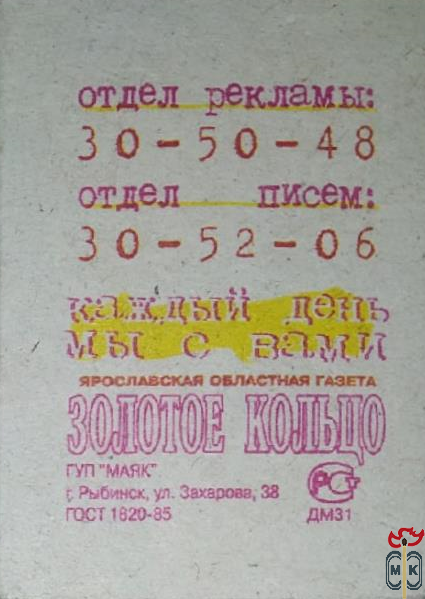 отдел рекламы:
30-50-48
отдел писем:
30-52-06
каждый день
мы с вами
ЯРОСЛАВСКАЯ ОБЛАСТНАЯ ГАЗЕТА
ЗОЛОТОЕ КОЛЬЦО
ГУП "МАЯК"
г. Рыбинск, ул. Захарова, 38
ГОСТ 1820-85
РСТ
ДМ31
МК